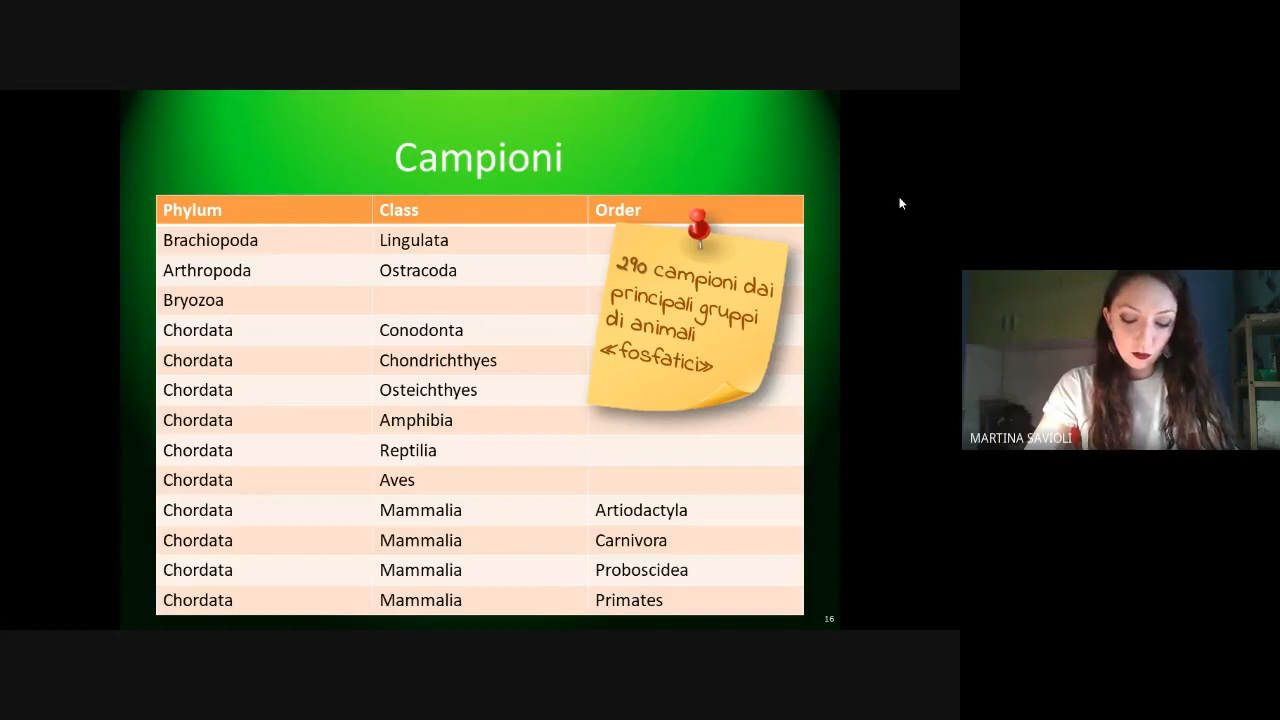 Campioni
Phylum Class Order
Brachiopoda Lingulata
Arthropoda Ostracoda
Bryozoa
Chordata Conodonta
Chordata Chondrichthyes
Chordata Osteichthyes
Chordata Amphibia
Chordata Reptilia
Chordata Aves
Chordata Mammalia Artiodactyla
Chordata Mammalia Carnivora
Chordata Mammalia Proboscidea
Chordata Mammalia Primates
290 campioni dai
principali gruppi
di animali
«fosfatici»
16
MARTINA SAVIOLI